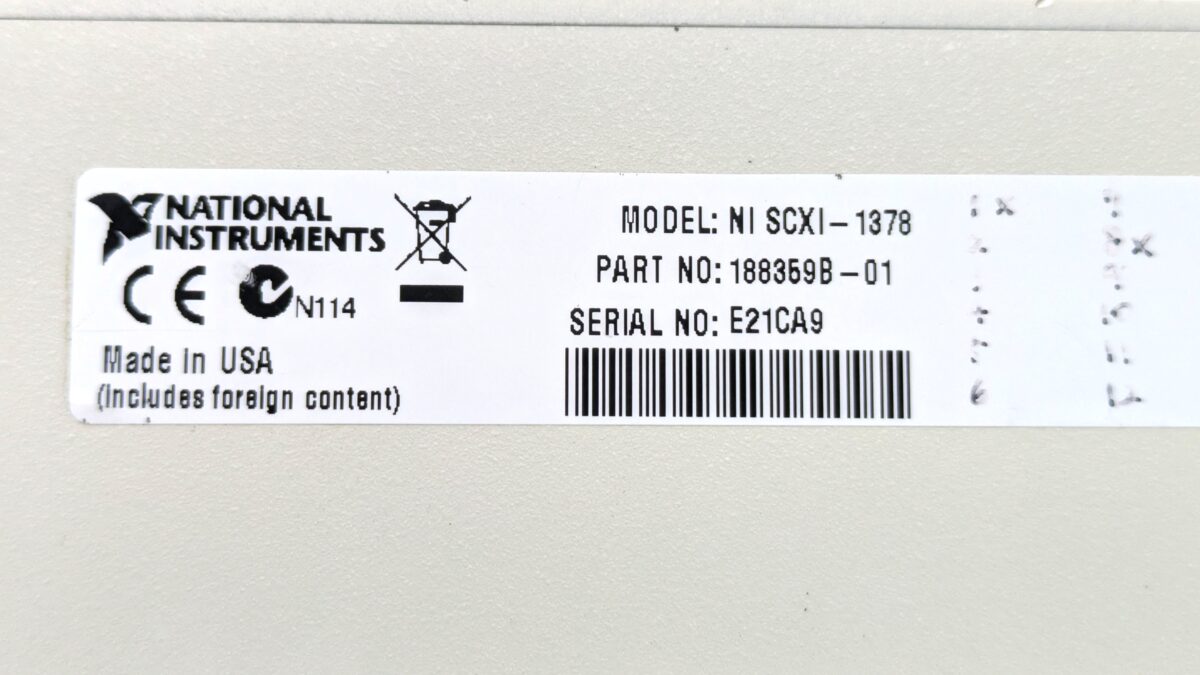 NATIONAL
INSTRUMENTS
CE N114
Made in USA
(includes foreign content)
MODEL: NI SCXI-1378
PART NO: 188359B-01
SERIAL NO: E21CA9